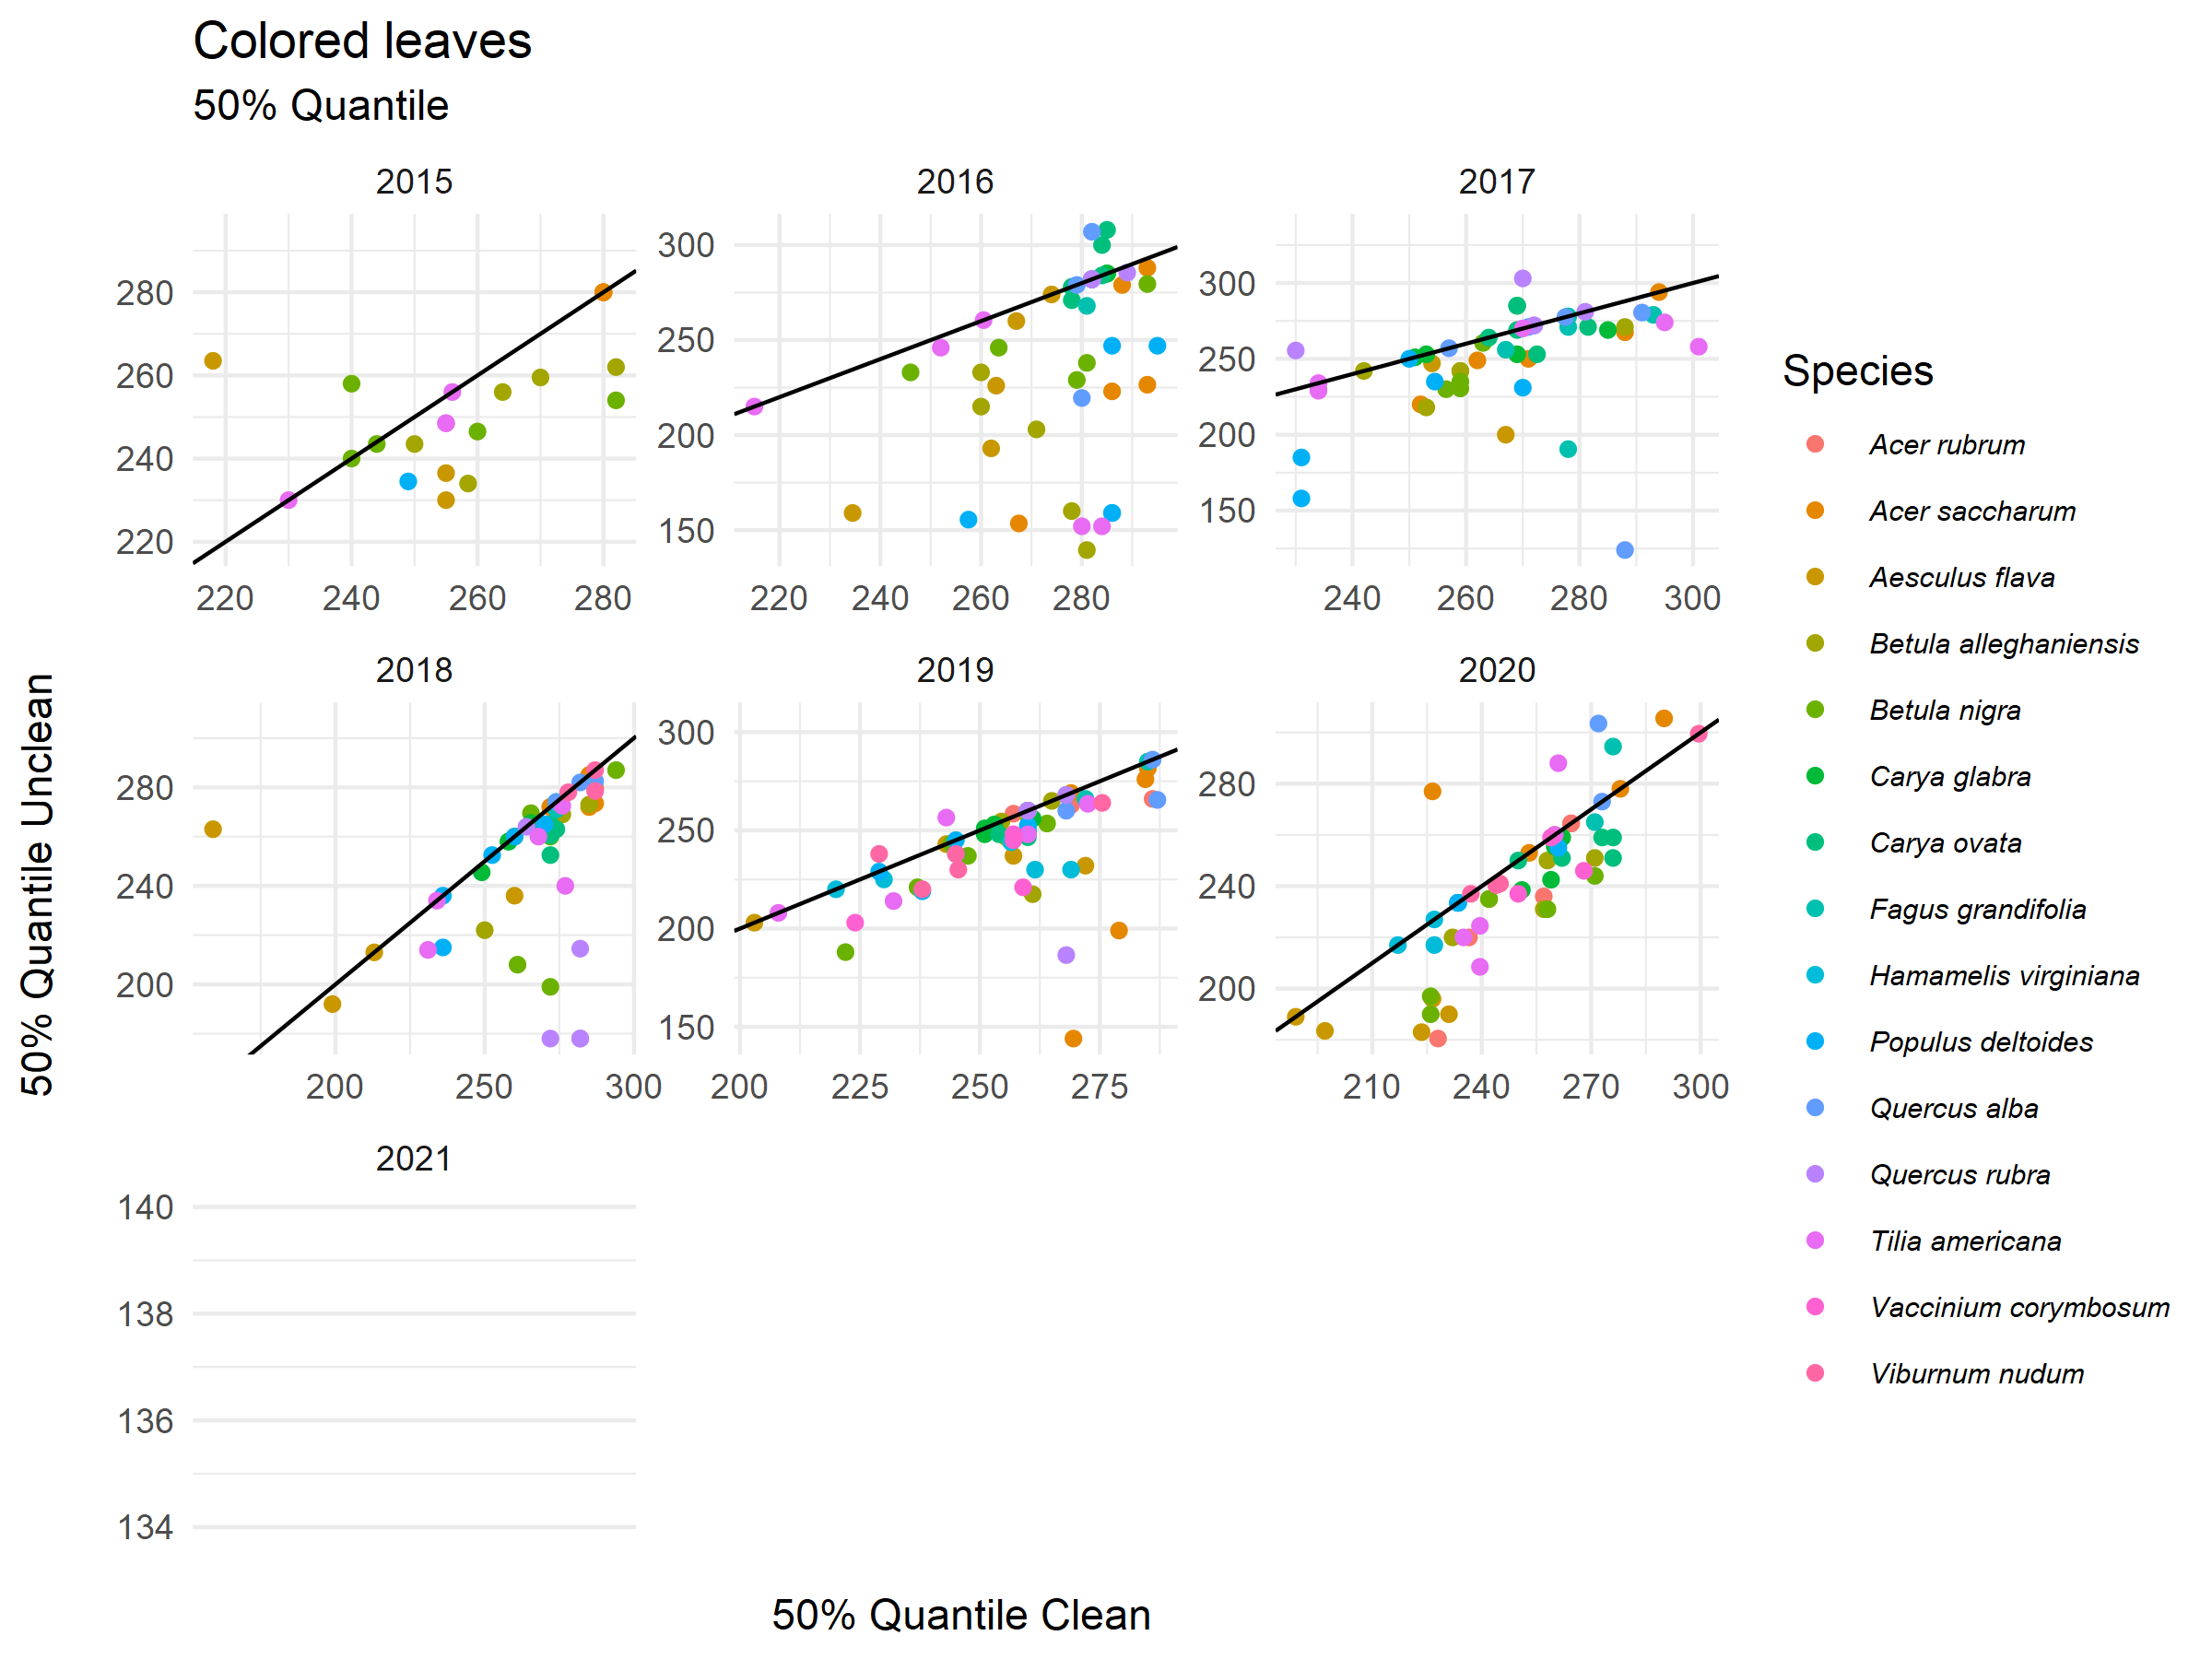 Colored leaves
50% Quantile
2015
2016
2017
280
260
240
220
220 240 260 280
300
250
200
150
220 240 260 280
300
250
200
150
240 260 280 300
2018
2019
2020
280
240
200
200 250 300
300
250
200
150
200 225 250 275
280
240
200
210 240 270 300
2021
140
138
136
134
50% Quantile Unclean
50% Quantile Clean
Species
Acer rubrum
Acer saccharum
Aesculus flava
Betula alleghaniensis
Betula nigra
Carya glabra
Carya ovata
Fagus grandifolia
Hamamelis virginiana
Populus deltoides
Quercus alba
Quercus rubra
Tilia americana
Vaccinium corymbosum
Viburnum nudum